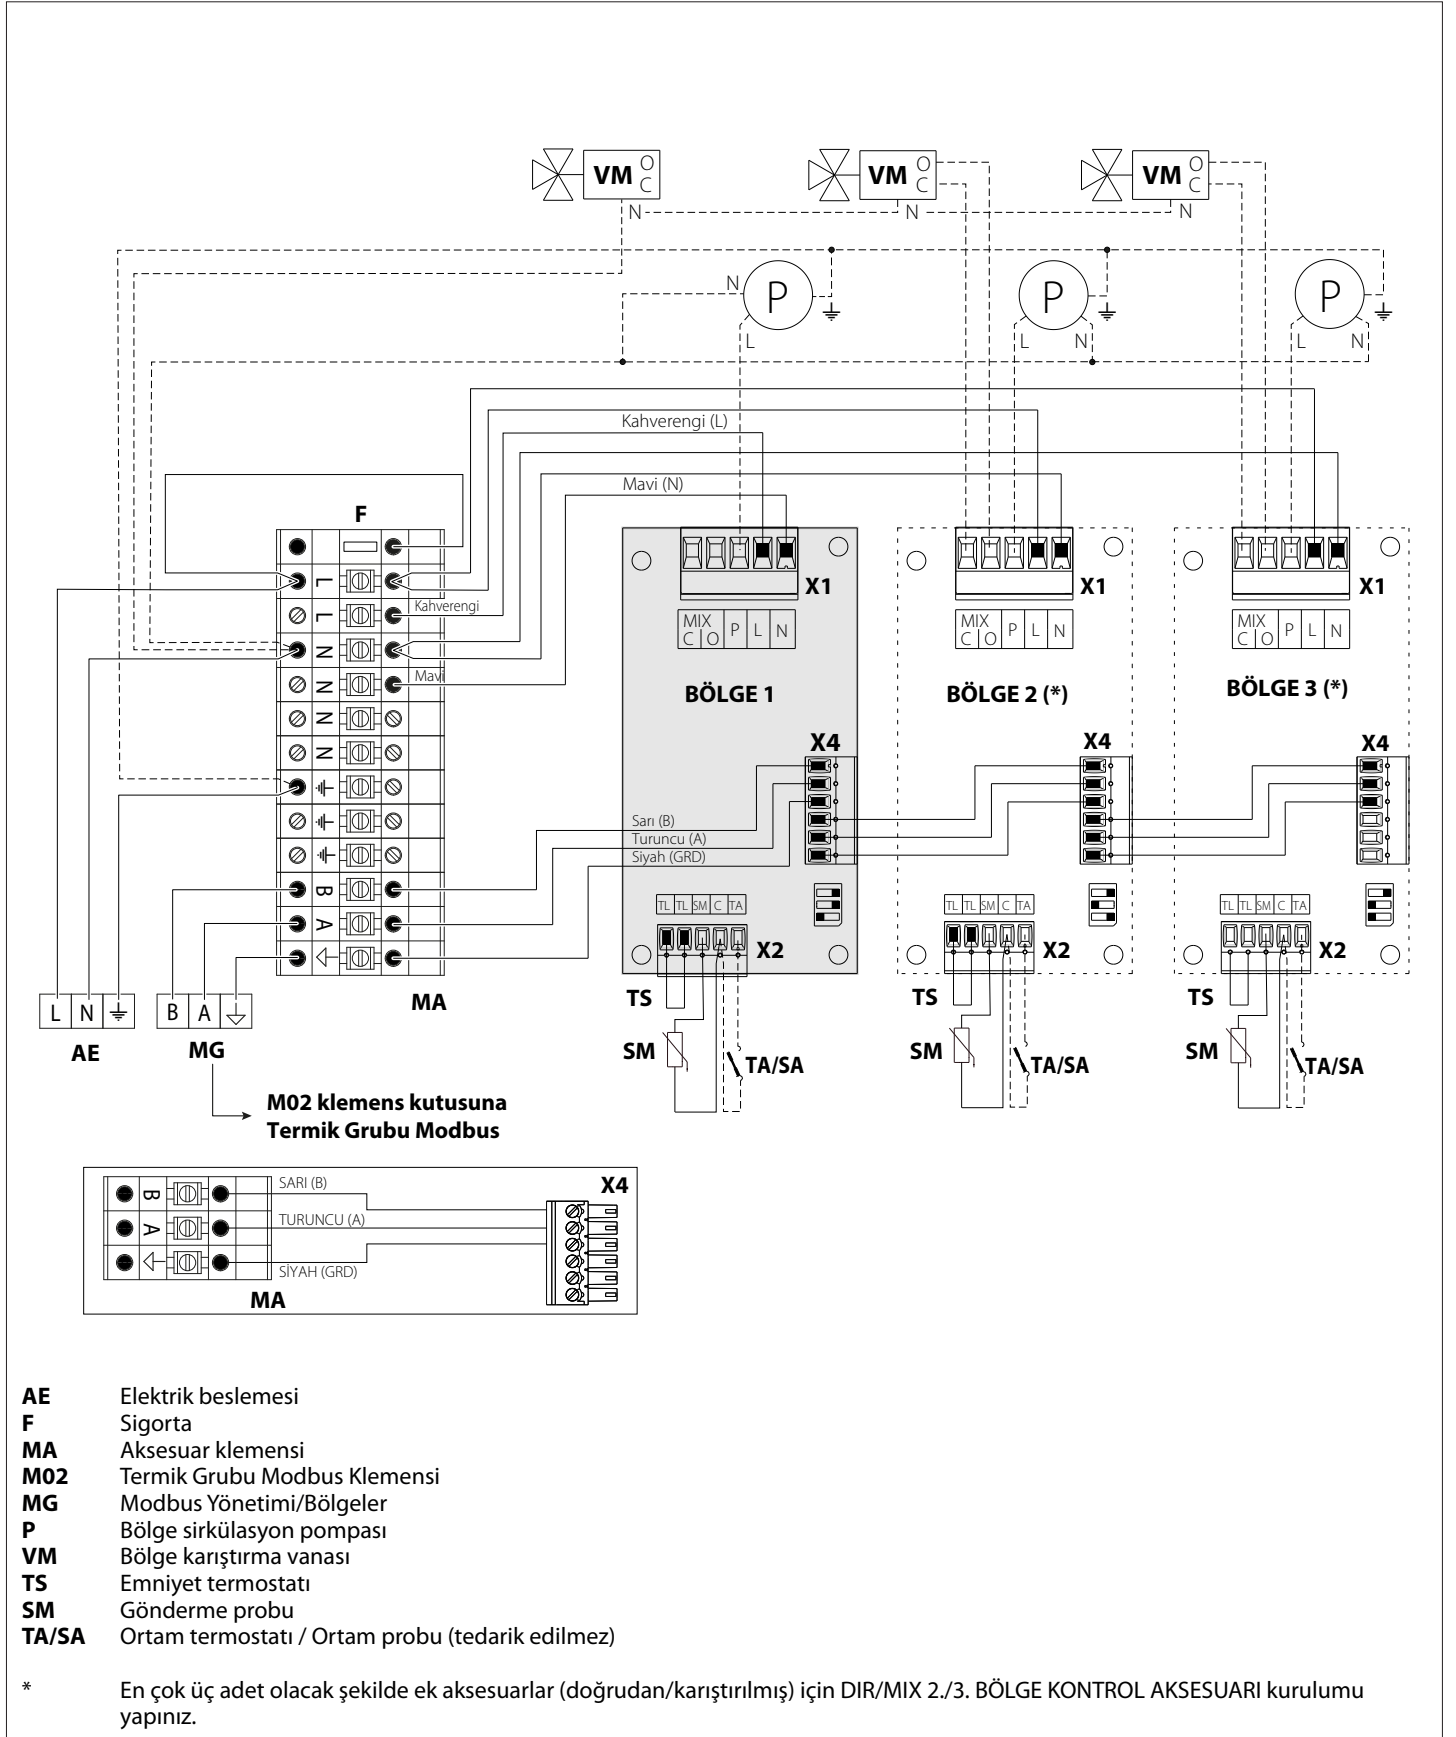 VM O C
VM O C
VM O C
N N N
N P P P
L L N L N
Kahverengi (L)
Mavi (N)
F
L
L Kahverengi
N
N Mavi
N
N
B
A
MA
X1 X1 X1
MIX C O P L N
MIX C O P L N
MIX C O P L N
BÖLGE 1 BÖLGE 2 (*) BÖLGE 3 (*)
X4 X4 X4
Sarı (B)
Turuncu (A)
Siyah (GRD)
TL TL SM C TA
TL TL SM C TA
TL TL SM C TA
X2 X2 X2
TS TS TS
SM TA/SA SM TA/SA SM TA/SA
L N B A
AE MG
M02 klemens kutusuna
Termik Grubu Modbus
B SARI (B) X4
A TURUNCU (A)
SİYAH (GRD)
MA
AE Elektrik beslemesi
F Sigorta
MA Aksesuar klemensi
M02 Termik Grubu Modbus Klemensi
MG Modbus Yönetimi/Bölgeler
P Bölge sirkülasyon pompası
VM Bölge karıştırma vanası
TS Emniyet termostatı
SM Gönderme probu
TA/SA Ortam termostatı / Ortam probu (tedarik edilmez)
* En çok üç adet olacak şekilde ek aksesuarlar (doğrudan/karıştırılmış) için DIR/MIX 2./3. BÖLGE KONTROL AKSESUARI kurulumu
yapınız.